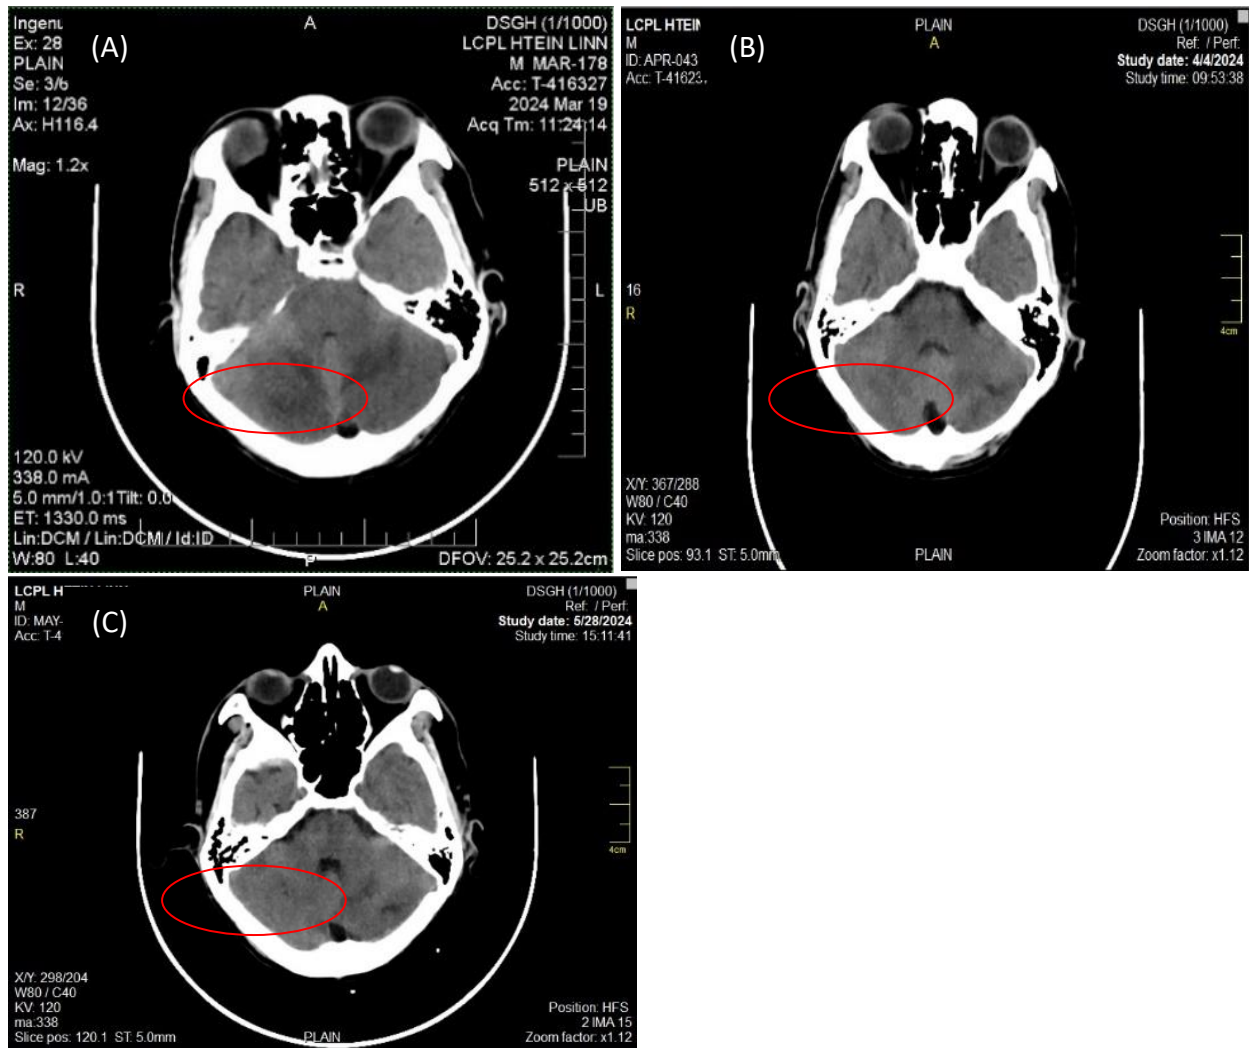 Ingenu
Ex: 28
PLAIN
Se: 3/6
Im: 12/36
Ax: H116.4
Mag: 1.2x
(A)
A
DSGH (1/1000)
LCPL HTEIN LINN
M MAR-178
Acc: T-416327
2024 Mar 19
Acq Tm: 11:24:14
PLAIN
512 x 512
UB
R
L
120.0 kV
338.0 mA
5.0 mm/1.0:1 Tilt: 0.0
ET: 1330.0 ms
Lin:DCM / Lin:DCM / Id:ID
W:80 L:40
P
DFOV: 25.2 x 25.2cm
LCPL HTEIN
M
ID: APR-043
Acc: T-4162
(B)
PLAIN
A
DSGH (1/1000)
Ref: / Perf:
Study date: 4/4/2024
Study time: 09:53:38
16
R
4cm
X/Y: 367/288
W80 / C40
KV: 120
ma:338
Slice pos: 93.1 ST: 5.0mm
PLAIN
Position: HFS
3 IMA 12
Zoom factor: x1.12
LCPL H
M
ID: MAY-
Acc: T-4
(C)
PLAIN
A
DSGH (1/1000)
Ref: / Perf:
Study date: 5/28/2024
Study time: 15:11:41
387
R
4cm
X/Y: 298/204
W80 / C40
KV: 120
ma:338
Slice pos: 120.1 ST: 5.0mm
PLAIN
Position: HFS
2 IMA 15
Zoom factor: x1.12